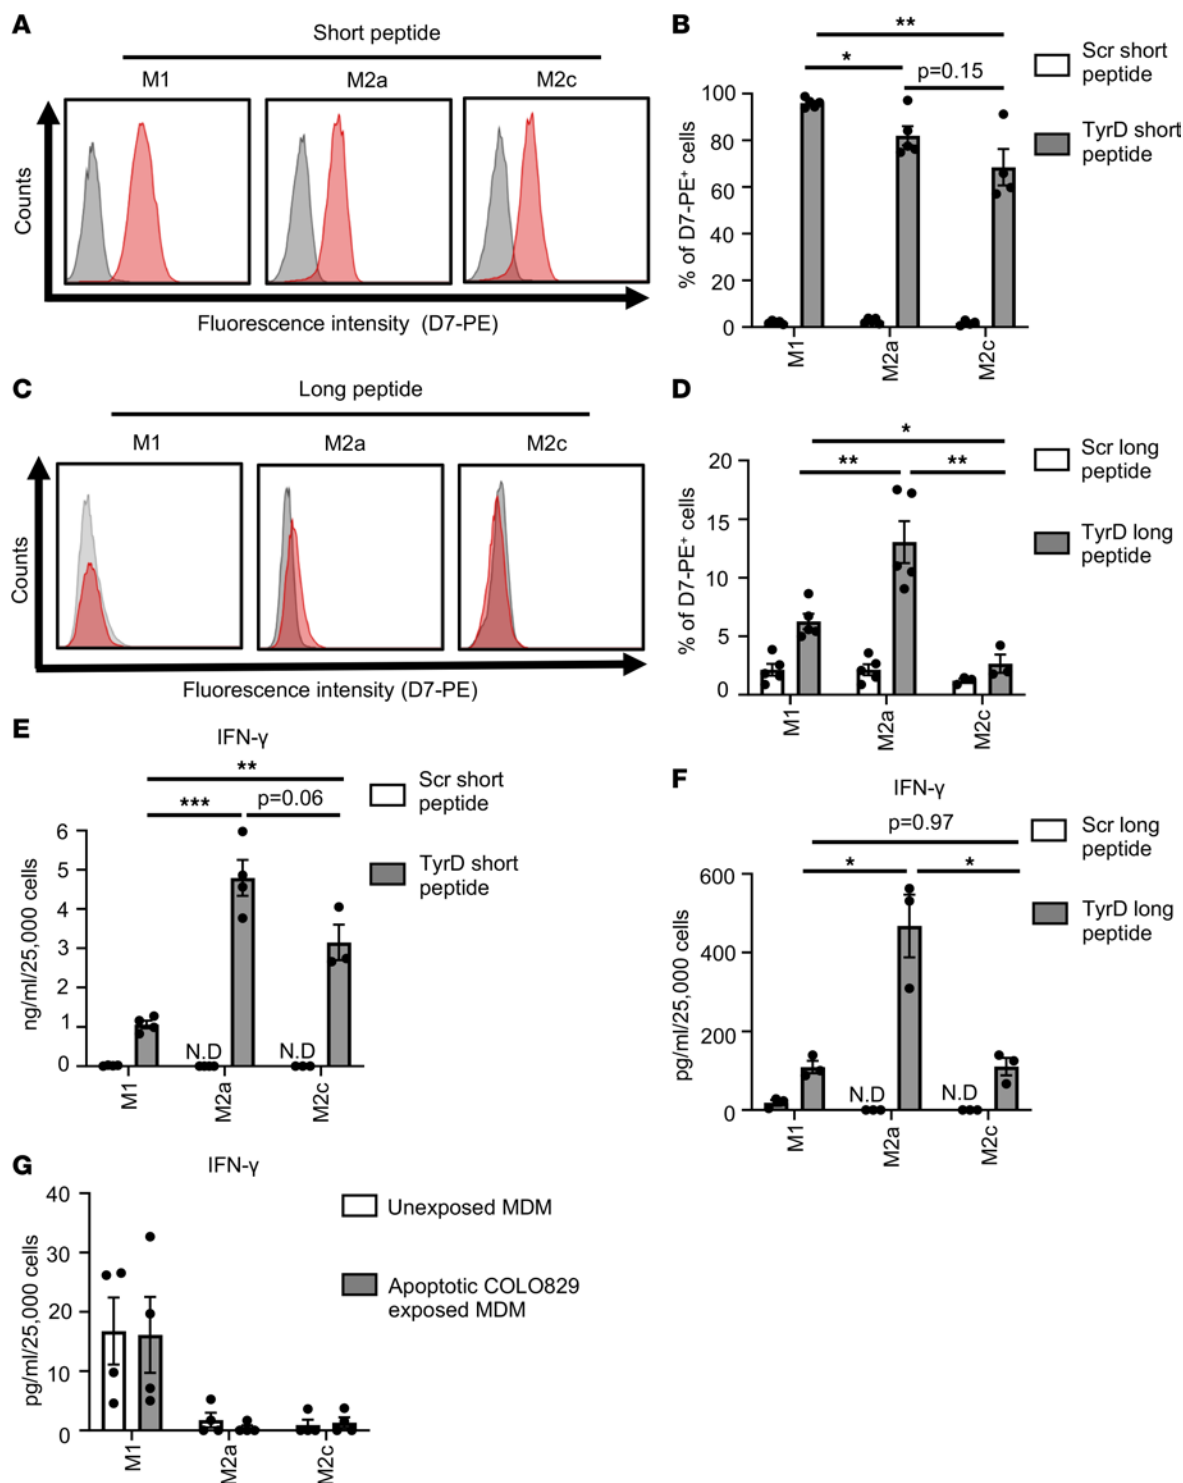 A
Short peptide
M1 M2a M2c
Counts
Fluorescence intensity (D7-PE)
B
**
*
p=0.15
Scr short
peptide
TyrD short
peptide
% of D7-PE+ cells
100
80
60
40
20
0
M1 M2a M2c
C
Long peptide
M1 M2a M2c
Counts
Fluorescence intensity (D7-PE)
D
*
** **
Scr long
peptide
TyrD long
peptide
% of D7-PE+ cells
20
15
10
5
0
M1 M2a M2c
E
IFN-γ
**
*** p=0.06
Scr short
peptide
TyrD short
peptide
ng/ml/25,000 cells
6
5
4
3
2
1
0
N.D N.D
M1 M2a M2c
F
IFN-γ
p=0.97
* *
Scr long
peptide
TyrD long
peptide
pg/ml/25,000 cells
600
400
200
0
N.D N.D
M1 M2a M2c
G
IFN-γ
Unexposed MDM
Apoptotic COLO829
exposed MDM
pg/ml/25,000 cells
40
30
20
10
0
M1 M2a M2c